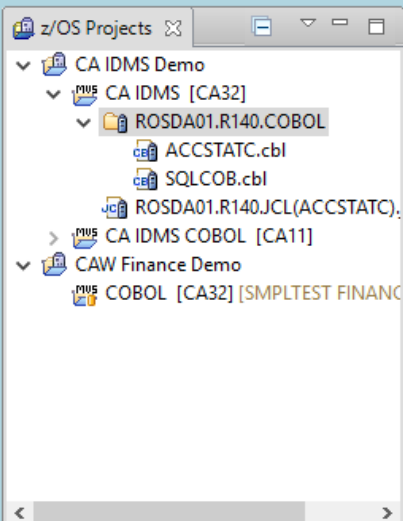 z/OS Projects
CA IDMS Demo
CA IDMS [CA32]
ROSDA01.R140.COBOL
ACCSTATC.cbl
SQLCOB.cbl
ROSDA01.R140.JCL(ACCSTATC).
CA IDMS COBOL [CA11]
CAW Finance Demo
COBOL [CA32] [SMPLTEST FINANC